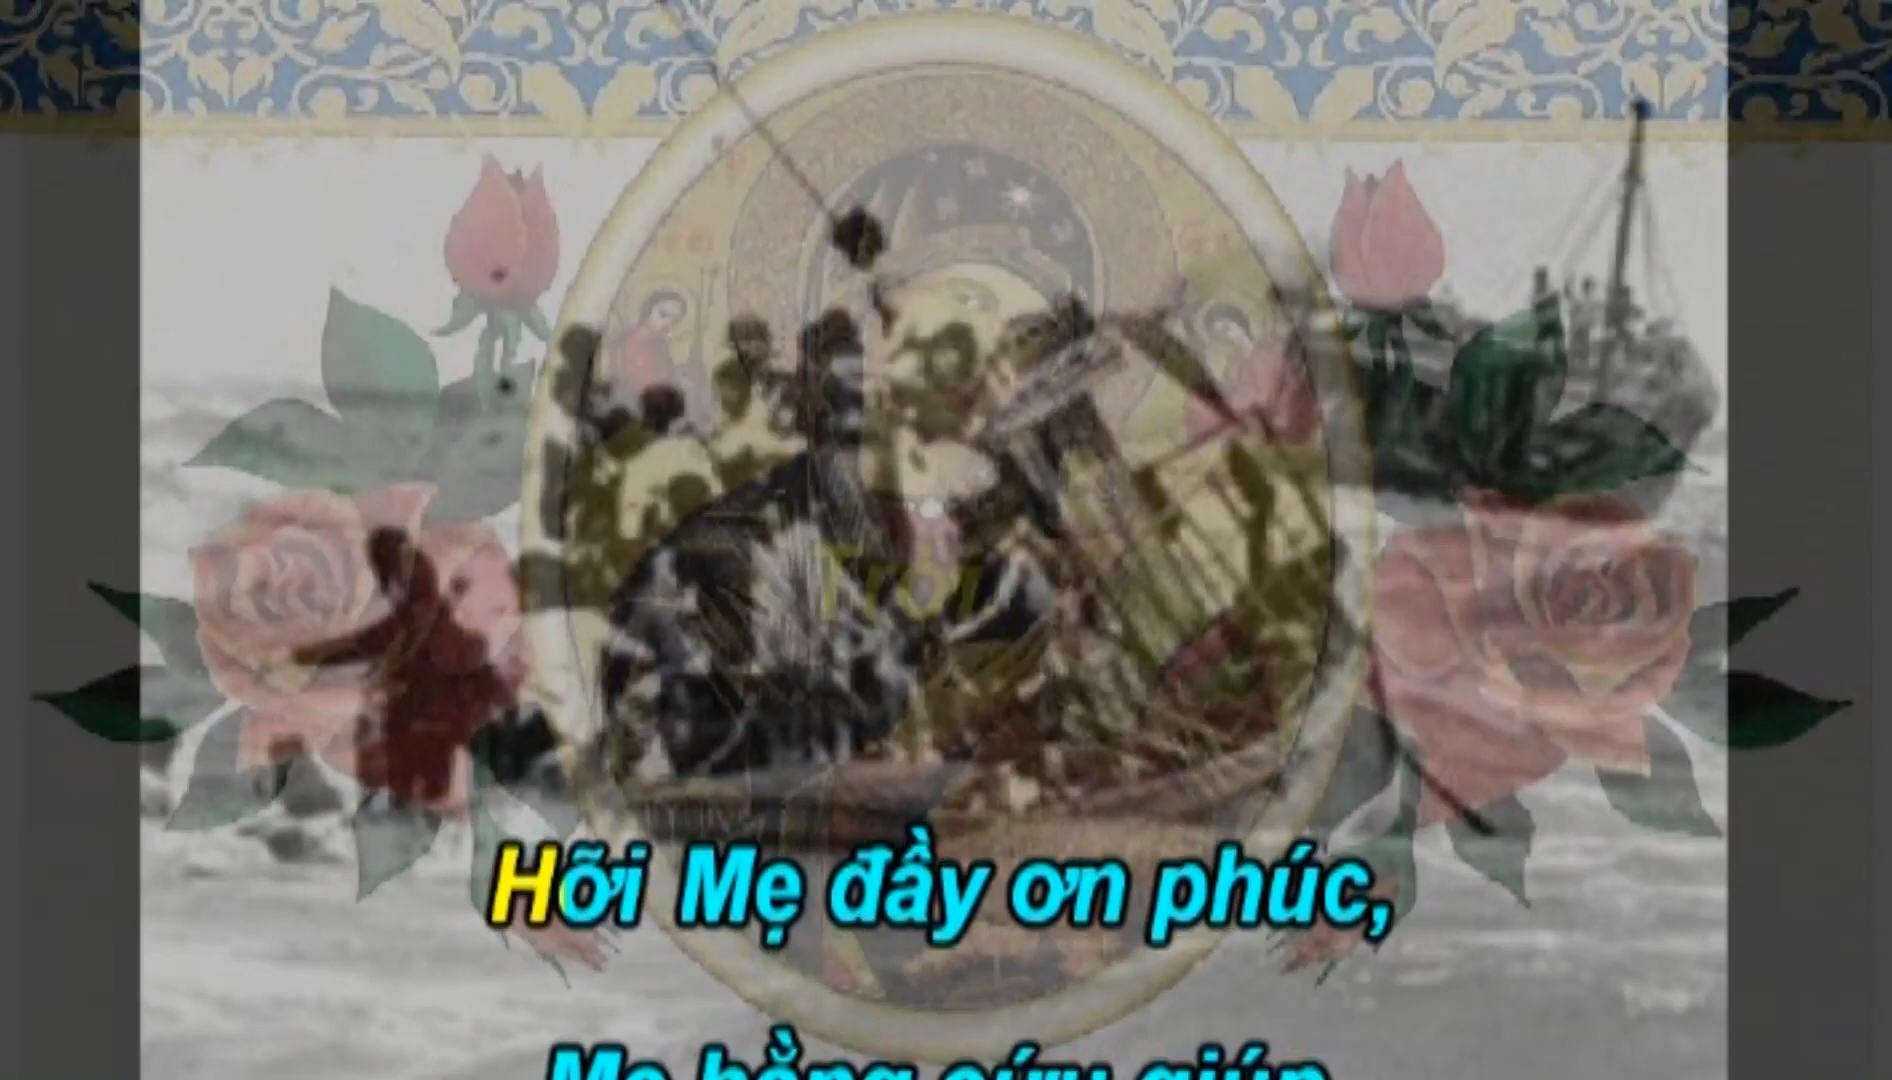 Trời
Hỡi Mẹ đầy ơn phúc,
Mẹ hằng cứu giúp